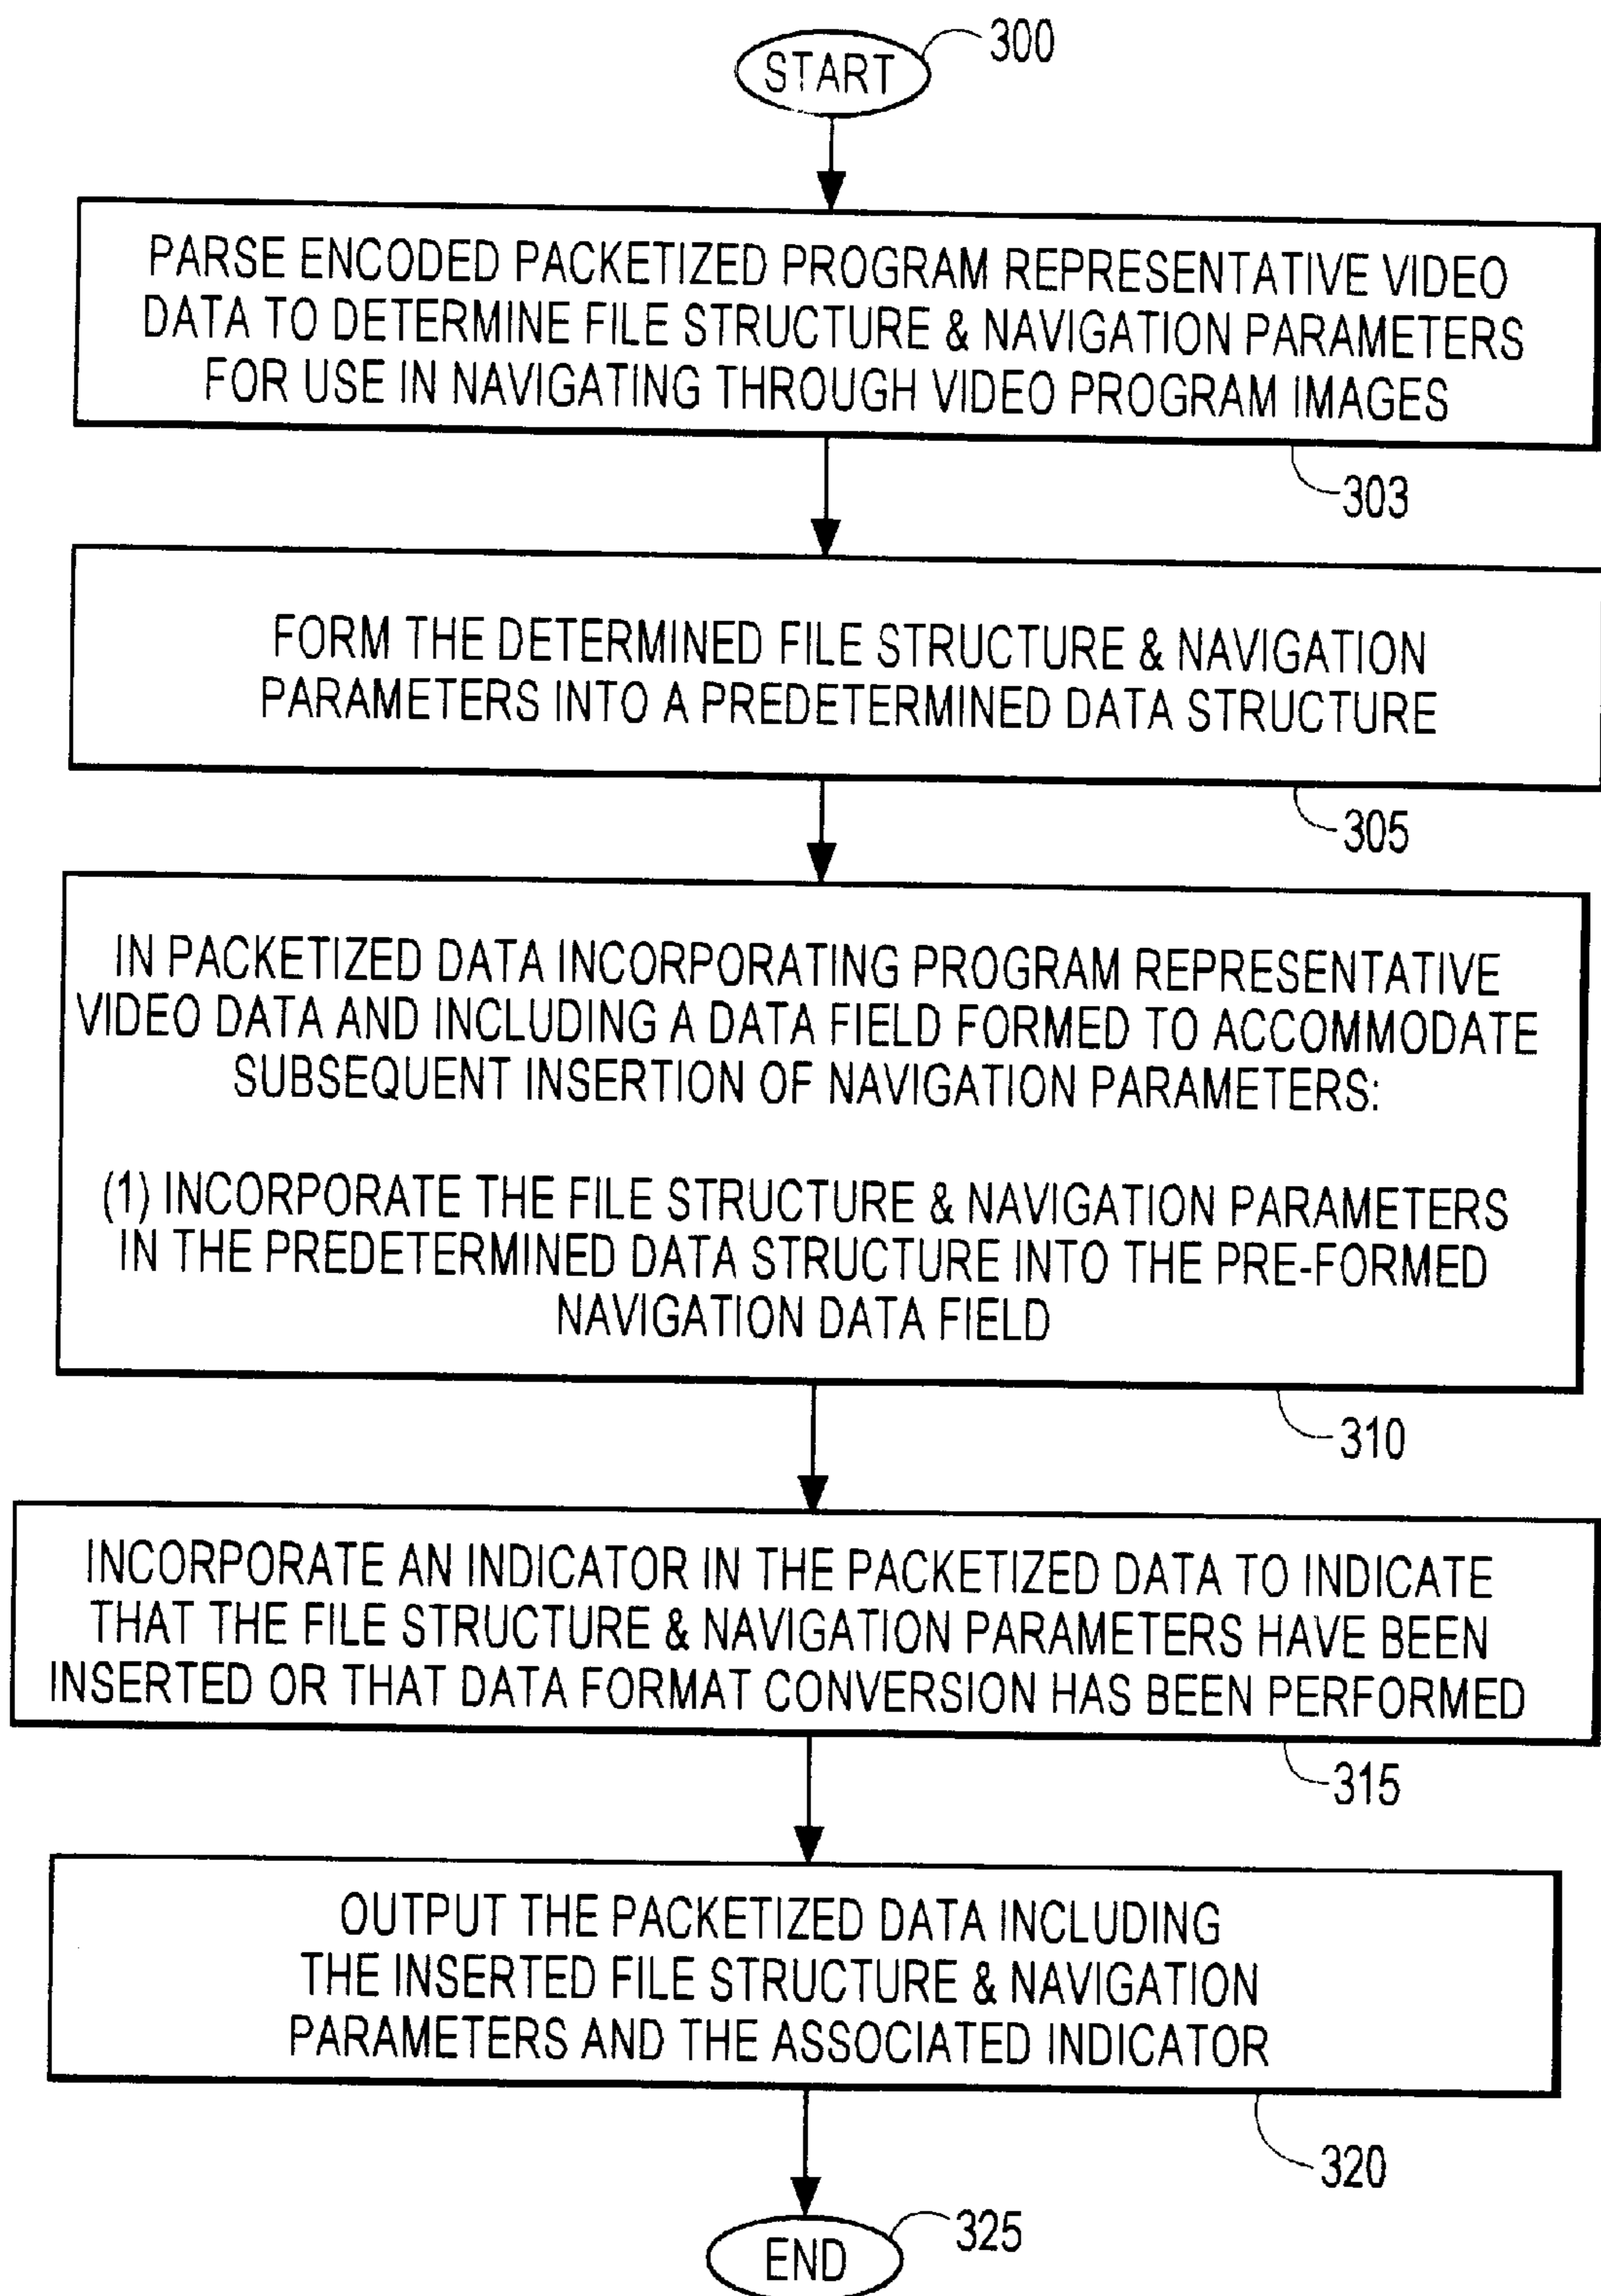 START
300
PARSE ENCODED PACKETIZED PROGRAM REPRESENTATIVE VIDEO
DATA TO DETERMINE FILE STRUCTURE & NAVIGATION PARAMETERS
FOR USE IN NAVIGATING THROUGH VIDEO PROGRAM IMAGES
303
FORM THE DETERMINED FILE STRUCTURE & NAVIGATION
PARAMETERS INTO A PREDETERMINED DATA STRUCTURE
305
IN PACKETIZED DATA INCORPORATING PROGRAM REPRESENTATIVE
VIDEO DATA AND INCLUDING A DATA FIELD FORMED TO ACCOMMODATE
SUBSEQUENT INSERTION OF NAVIGATION PARAMETERS:
(1) INCORPORATE THE FILE STRUCTURE & NAVIGATION PARAMETERS
IN THE PREDETERMINED DATA STRUCTURE INTO THE PRE-FORMED
NAVIGATION DATA FIELD
310
INCORPORATE AN INDICATOR IN THE PACKETIZED DATA TO INDICATE
THAT THE FILE STRUCTURE & NAVIGATION PARAMETERS HAVE BEEN
INSERTED OR THAT DATA FORMAT CONVERSION HAS BEEN PERFORMED
315
OUTPUT THE PACKETIZED DATA INCLUDING
THE INSERTED FILE STRUCTURE & NAVIGATION
PARAMETERS AND THE ASSOCIATED INDICATOR
320
END
325